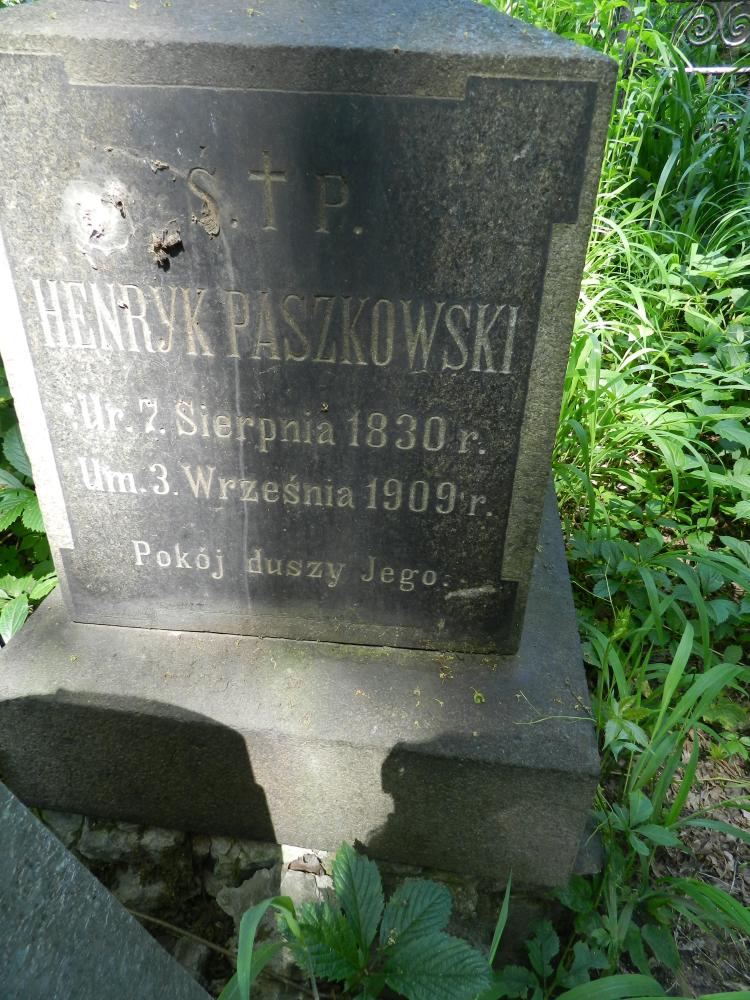 Ś. † P.
HENRYK PASZKOWSKI
Ur. 7. Sierpnia 1830 r.
Um. 3. Września 1909 r.
Pokój duszy Jego.